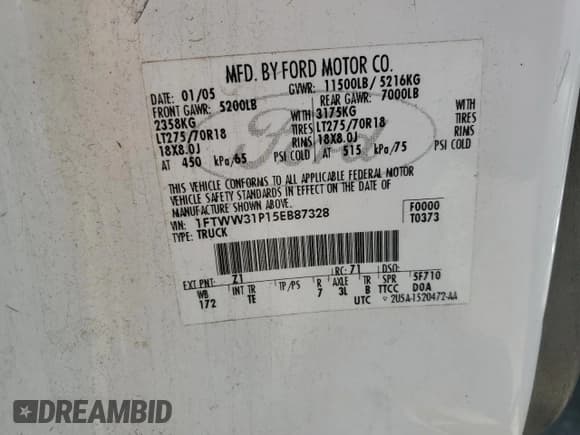 MFD. BY FORD MOTOR CO.
DATE: 01/05 GVWR: 11500LB/ 5216KG
FRONT GAWR: 5200LB REAR GAWR: 7000LB
2358KG WITH 3175KG WITH
LT275/70R18 TIRES LT275/70R18 TIRES
18X8.0J RIMS 18X8.0J RIMS
AT 450 kPa/65 PSI COLD AT 515 kPa/75 PSI COLD
THIS VEHICLE CONFORMS TO ALL APPLICABLE FEDERAL MOTOR
VEHICLE SAFETY STANDARDS IN EFFECT ON THE DATE OF
MANUFACTURE SHOWN ABOVE.
VIN: 1FTWW31P15EB87328 F0000
TYPE: TRUCK T0373
EXT PNT: Z1 RC: 71 DSO:
WB INT TR TP/PS R AXLE TR SPR 5F710
172 TE 7 3L B TTCC D0A
UTC 2U5A-1520472-AA
Ford
DREAMBID